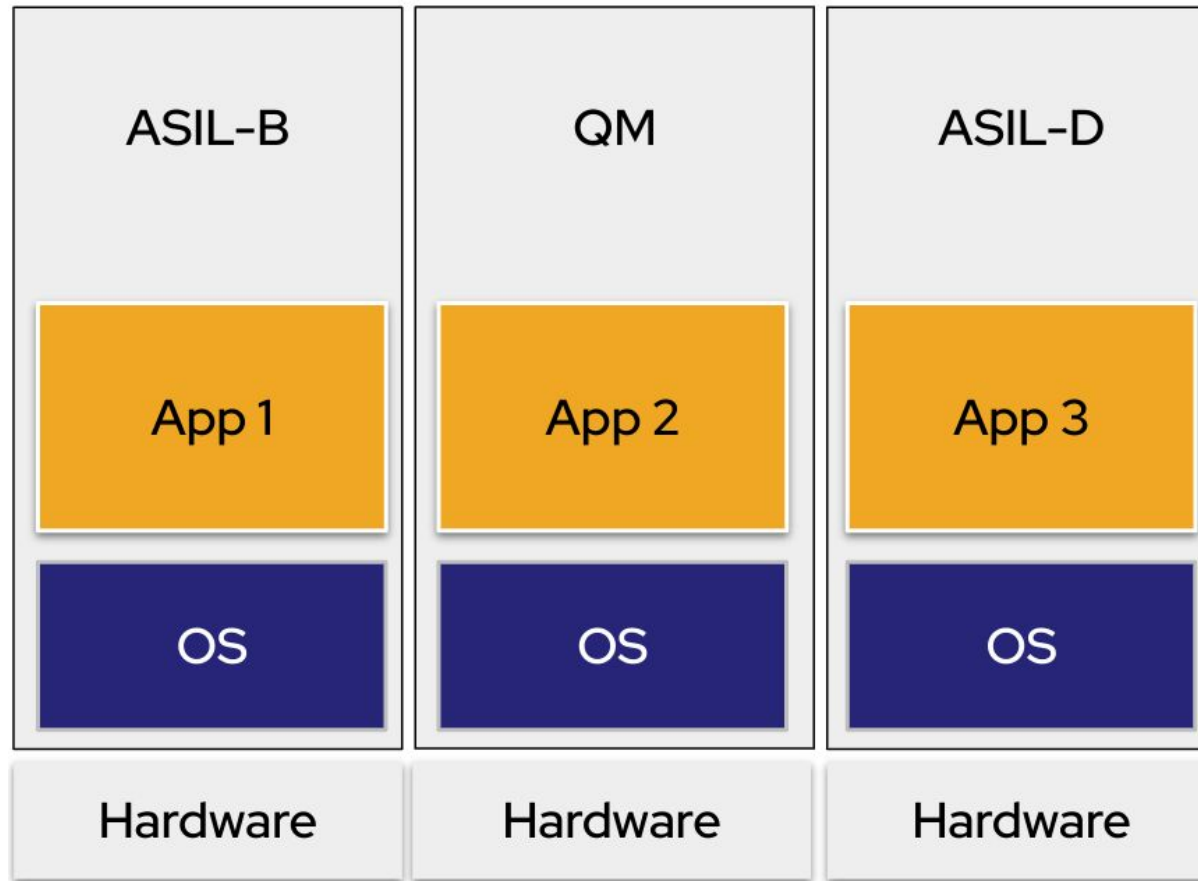 ASIL-B
App 1
OS
Hardware
QM
App 2
OS
Hardware
ASIL-D
App 3
OS
Hardware